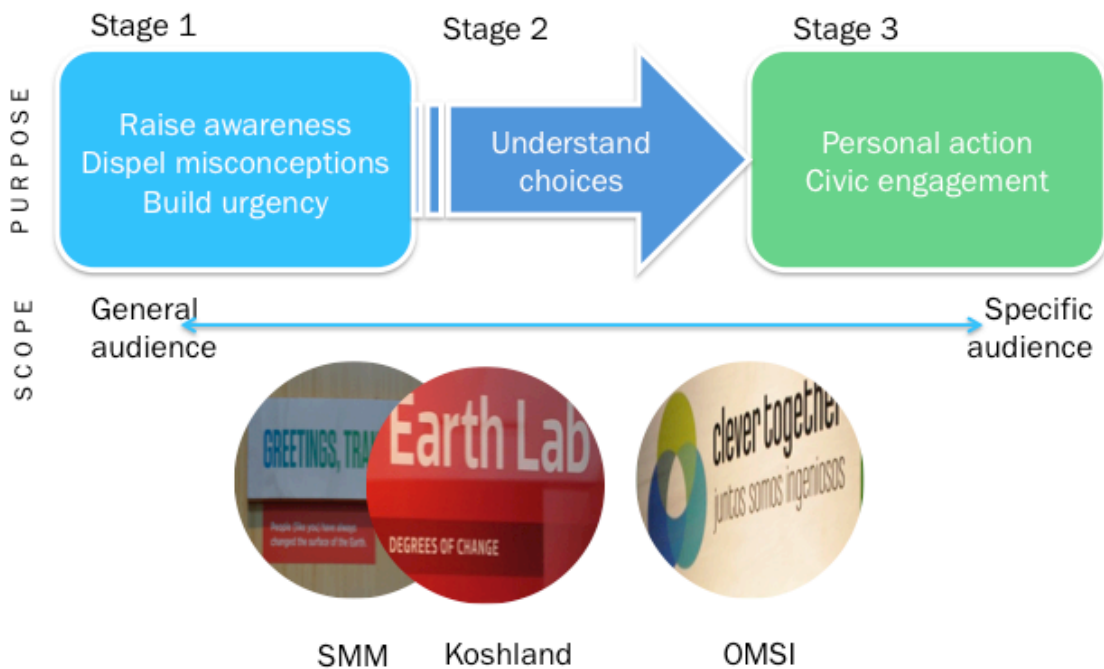 Stage 1
Stage 2
Stage 3
PURPOSE
Raise awareness
Dispel misconceptions
Build urgency
Understand
choices
Personal action
Civic engagement
SCOPE
General
audience
Specific
audience
GREETINGS,
People (like you) have always
changed the surface of the Earth.
Earth Lab
DEGREES OF CHANGE
clever together
juntos somos ingeniosos
SMM
Koshland
OMSI